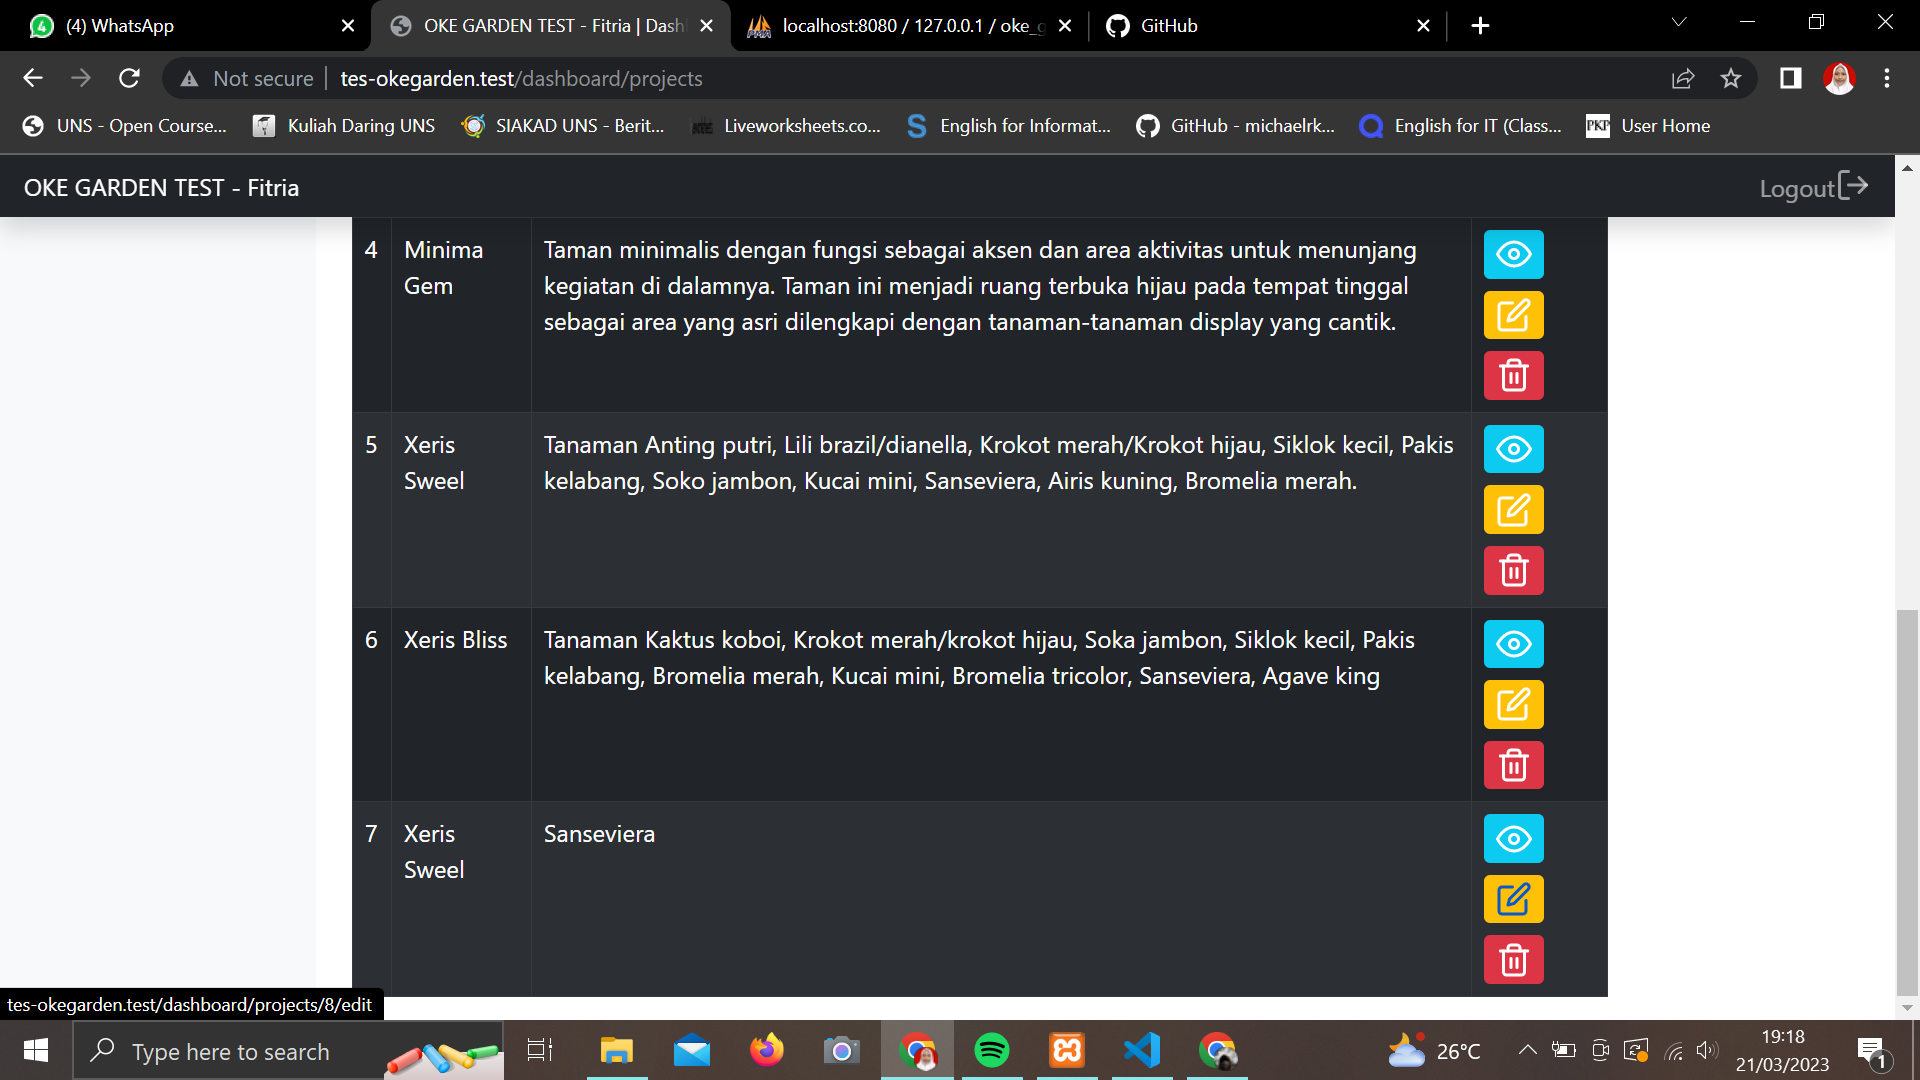 (4) WhatsApp
OKE GARDEN TEST - Fitria | Dash
localhost:8080 / 127.0.0.1 / oke_g
GitHub
Not secure
tes-okegarden.test/dashboard/projects
UNS - Open Course...
Kuliah Daring UNS
SIAKAD UNS - Berit...
Liveworksheets.co...
English for Informat...
GitHub - michaelrk...
English for IT (Class...
PKP
User Home
OKE GARDEN TEST - Fitria
Logout
4
Minima
Gem
Taman minimalis dengan fungsi sebagai aksen dan area aktivitas untuk menunjang
kegiatan di dalamnya. Taman ini menjadi ruang terbuka hijau pada tempat tinggal
sebagai area yang asri dilengkapi dengan tanaman-tanaman display yang cantik.
5
Xeris
Sweel
Tanaman Anting putri, Lili brazil/dianella, Krokot merah/Krokot hijau, Siklok kecil, Pakis
kelabang, Soko jambon, Kucai mini, Sanseviera, Airis kuning, Bromelia merah.
6
Xeris Bliss
Tanaman Kaktus koboi, Krokot merah/krokot hijau, Soka jambon, Siklok kecil, Pakis
kelabang, Bromelia merah, Kucai mini, Bromelia tricolor, Sanseviera, Agave king
7
Xeris
Sweel
Sanseviera
tes-okegarden.test/dashboard/projects/8/edit
Type here to search
26°C
19:18
21/03/2023
1